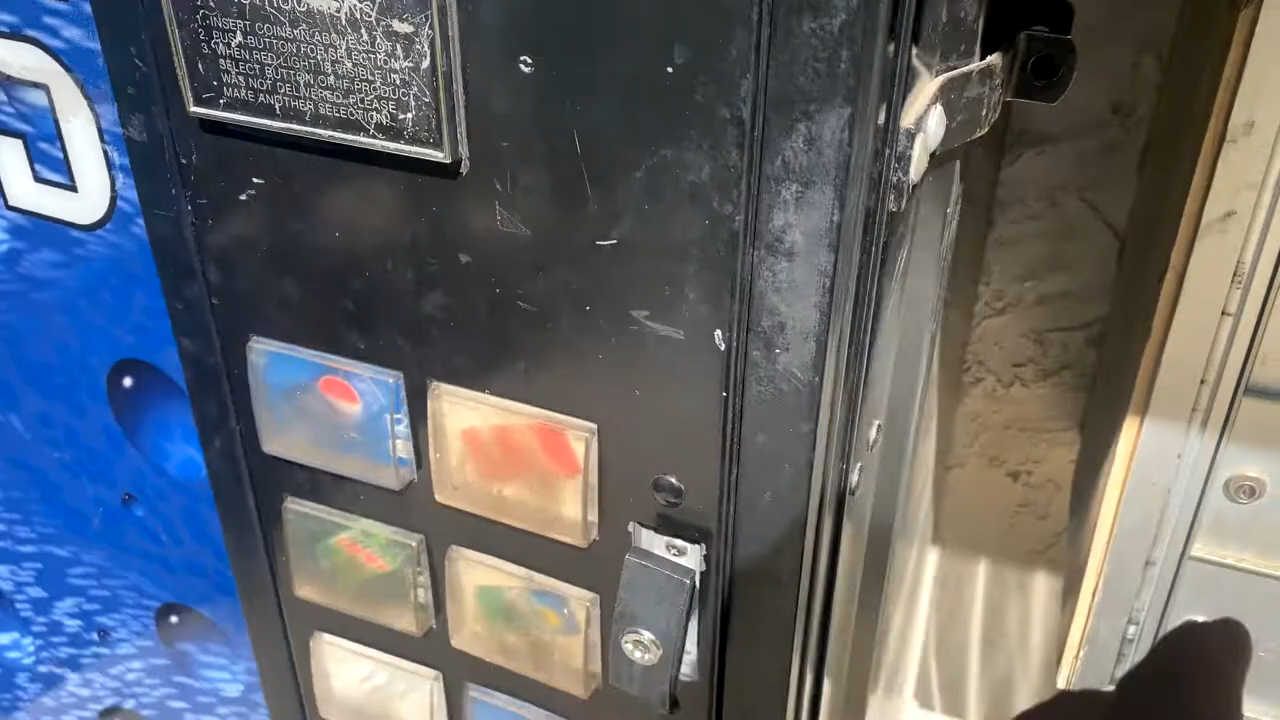 1. INSERT COINS IN ABOVE SLOT
2. PUSH BUTTON FOR SELECTION
3. WHEN RED LIGHT IS VISIBLE IN
SELECT BUTTON, OR IF PRODUCT
WAS NOT DELIVERED, PLEASE
MAKE ANOTHER SELECTION.